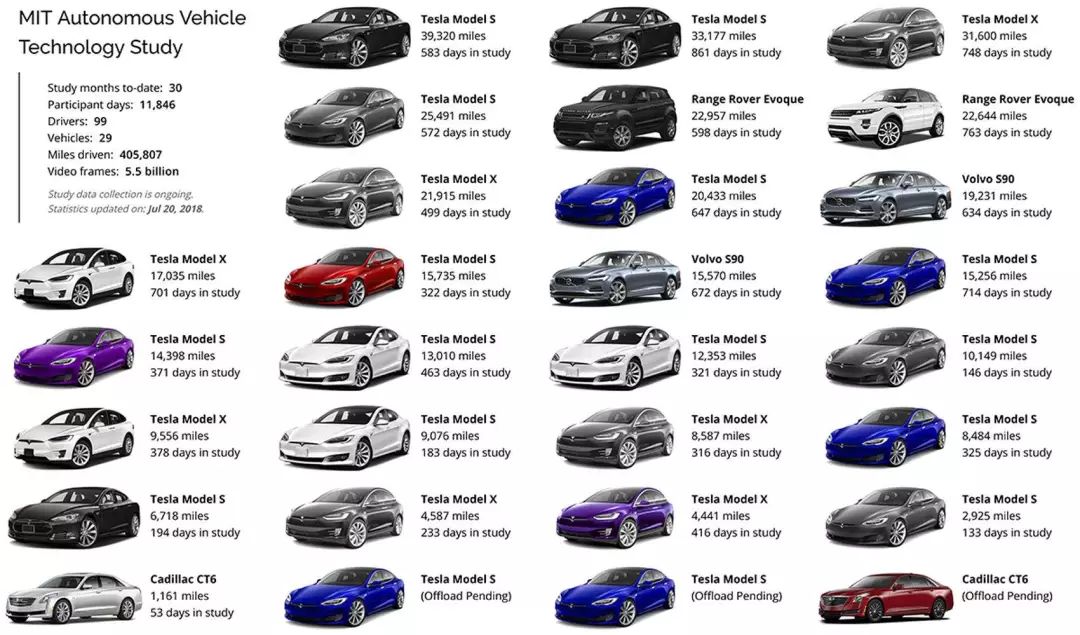 MIT Autonomous Vehicle
Technology Study
Study months to-date: 30
Participant days: 11,846
Drivers: 99
Vehicles: 29
Miles driven: 405,807
Video frames: 5.5 billion
Study data collection is ongoing.
Statistics updated on: Jul 20, 2018.
Tesla Model S
39,320 miles
583 days in study
Tesla Model S
33,177 miles
861 days in study
Tesla Model X
31,600 miles
748 days in study
Tesla Model S
25,491 miles
572 days in study
Range Rover Evoque
22,957 miles
598 days in study
Range Rover Evoque
22,644 miles
763 days in study
Tesla Model X
21,915 miles
499 days in study
Tesla Model S
20,433 miles
647 days in study
Volvo S90
19,231 miles
634 days in study
Tesla Model X
17,035 miles
701 days in study
Tesla Model S
15,735 miles
322 days in study
Volvo S90
15,570 miles
672 days in study
Tesla Model S
15,256 miles
714 days in study
Tesla Model S
14,398 miles
371 days in study
Tesla Model S
13,010 miles
463 days in study
Tesla Model S
12,353 miles
321 days in study
Tesla Model S
10,149 miles
146 days in study
Tesla Model X
9,556 miles
378 days in study
Tesla Model S
9,076 miles
183 days in study
Tesla Model X
8,587 miles
316 days in study
Tesla Model S
8,484 miles
325 days in study
Tesla Model S
6,718 miles
194 days in study
Tesla Model X
4,587 miles
233 days in study
Tesla Model X
4,441 miles
416 days in study
Tesla Model S
2,925 miles
133 days in study
Cadillac CT6
1,161 miles
53 days in study
Tesla Model S
(Offload Pending)
Tesla Model S
(Offload Pending)
Cadillac CT6
(Offload Pending)